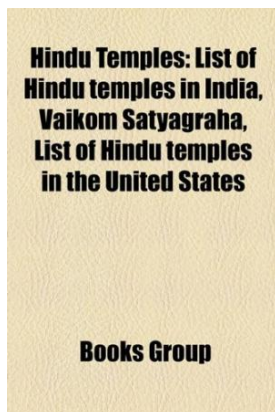 Hindu Temples: List of
Hindu temples in India,
Vaikom Satyagraha,
List of Hindu temples
in the United States
Books Group